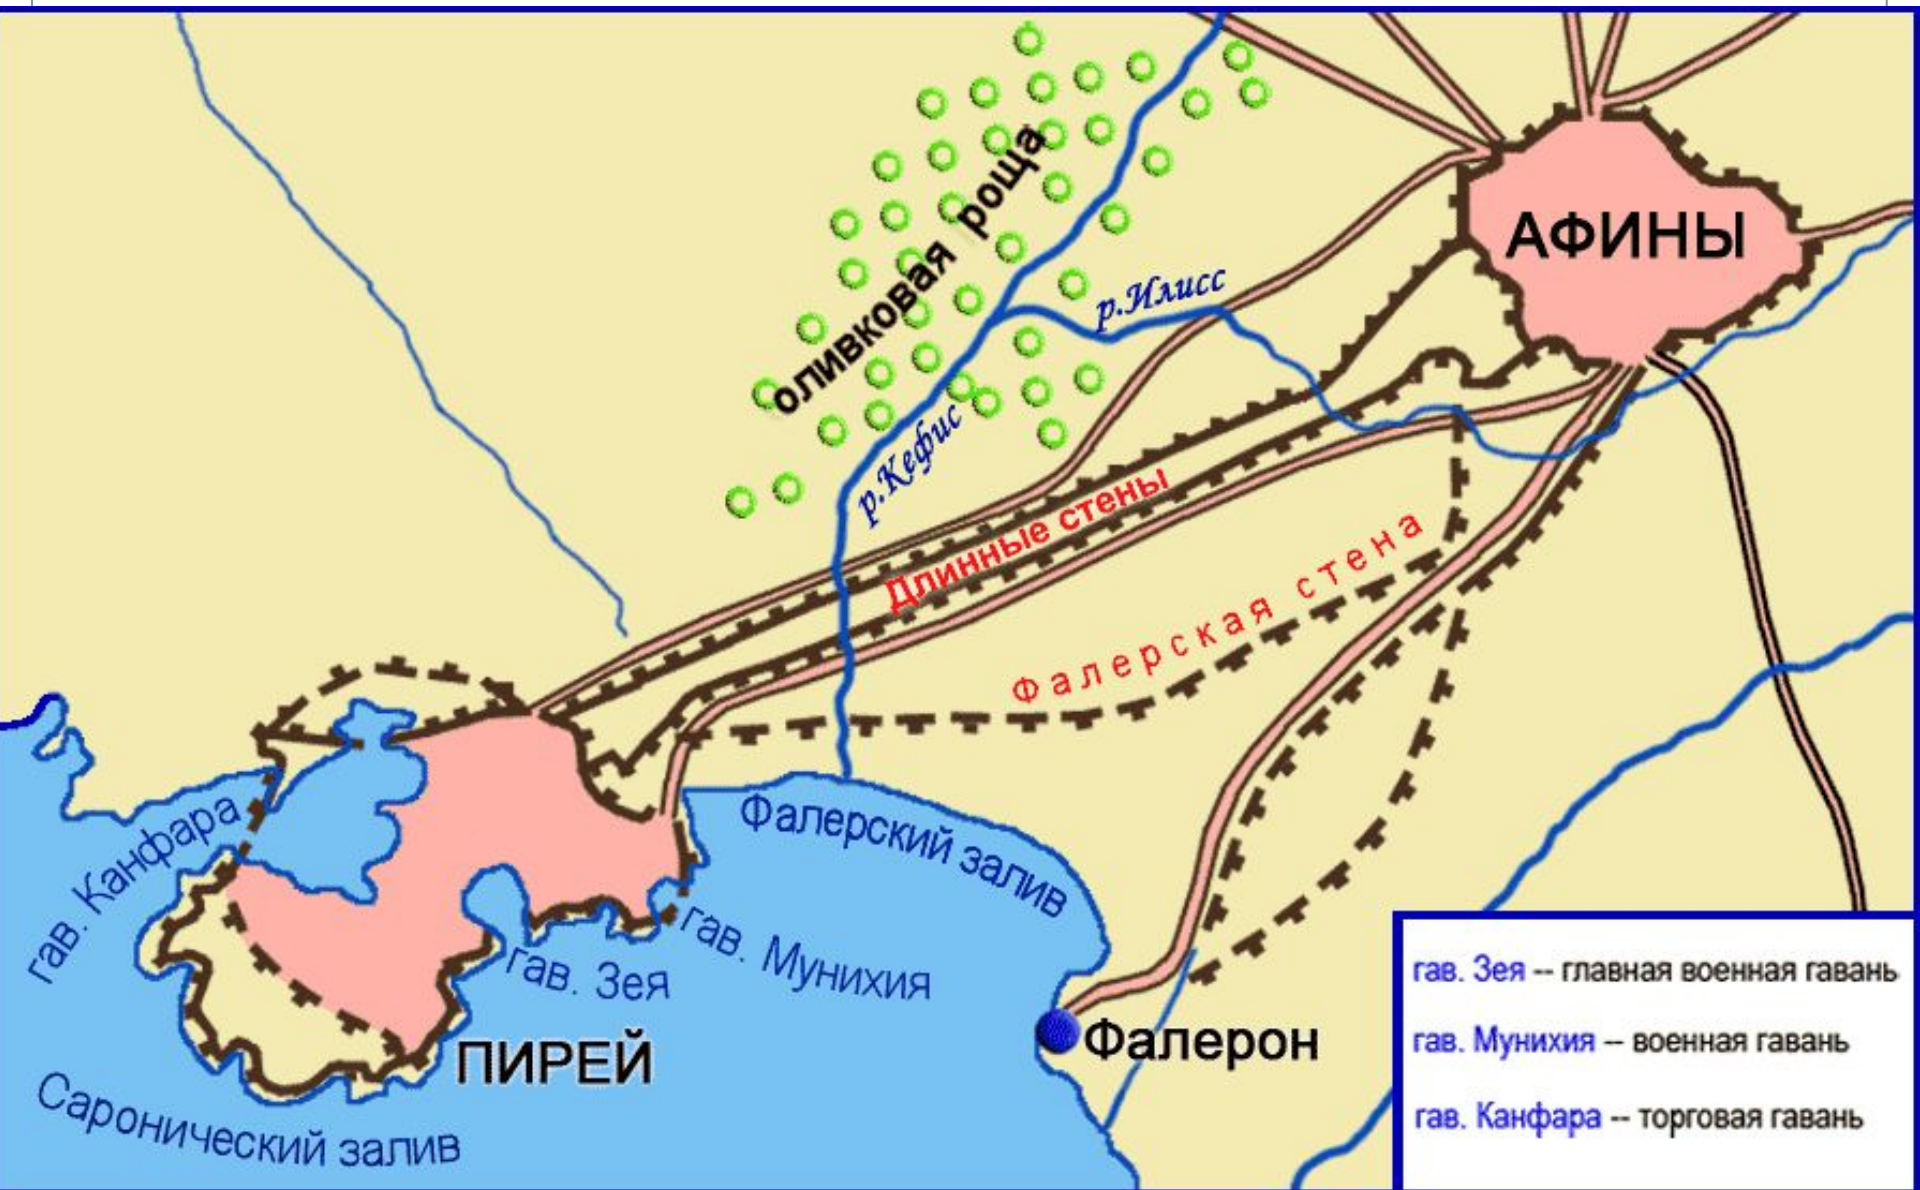 оливковая роща
АФИНЫ
р.Илисс
р.Кефис
Длинные стены
Фалерская стена
гав. Канфара
Фалерский залив
гав. Зея
гав. Мунихия
ПИРЕЙ
Фалерон
Саронический залив
гав. Зея -- главная военная гавань
гав. Мунихия -- военная гавань
гав. Канфара -- торговая гавань